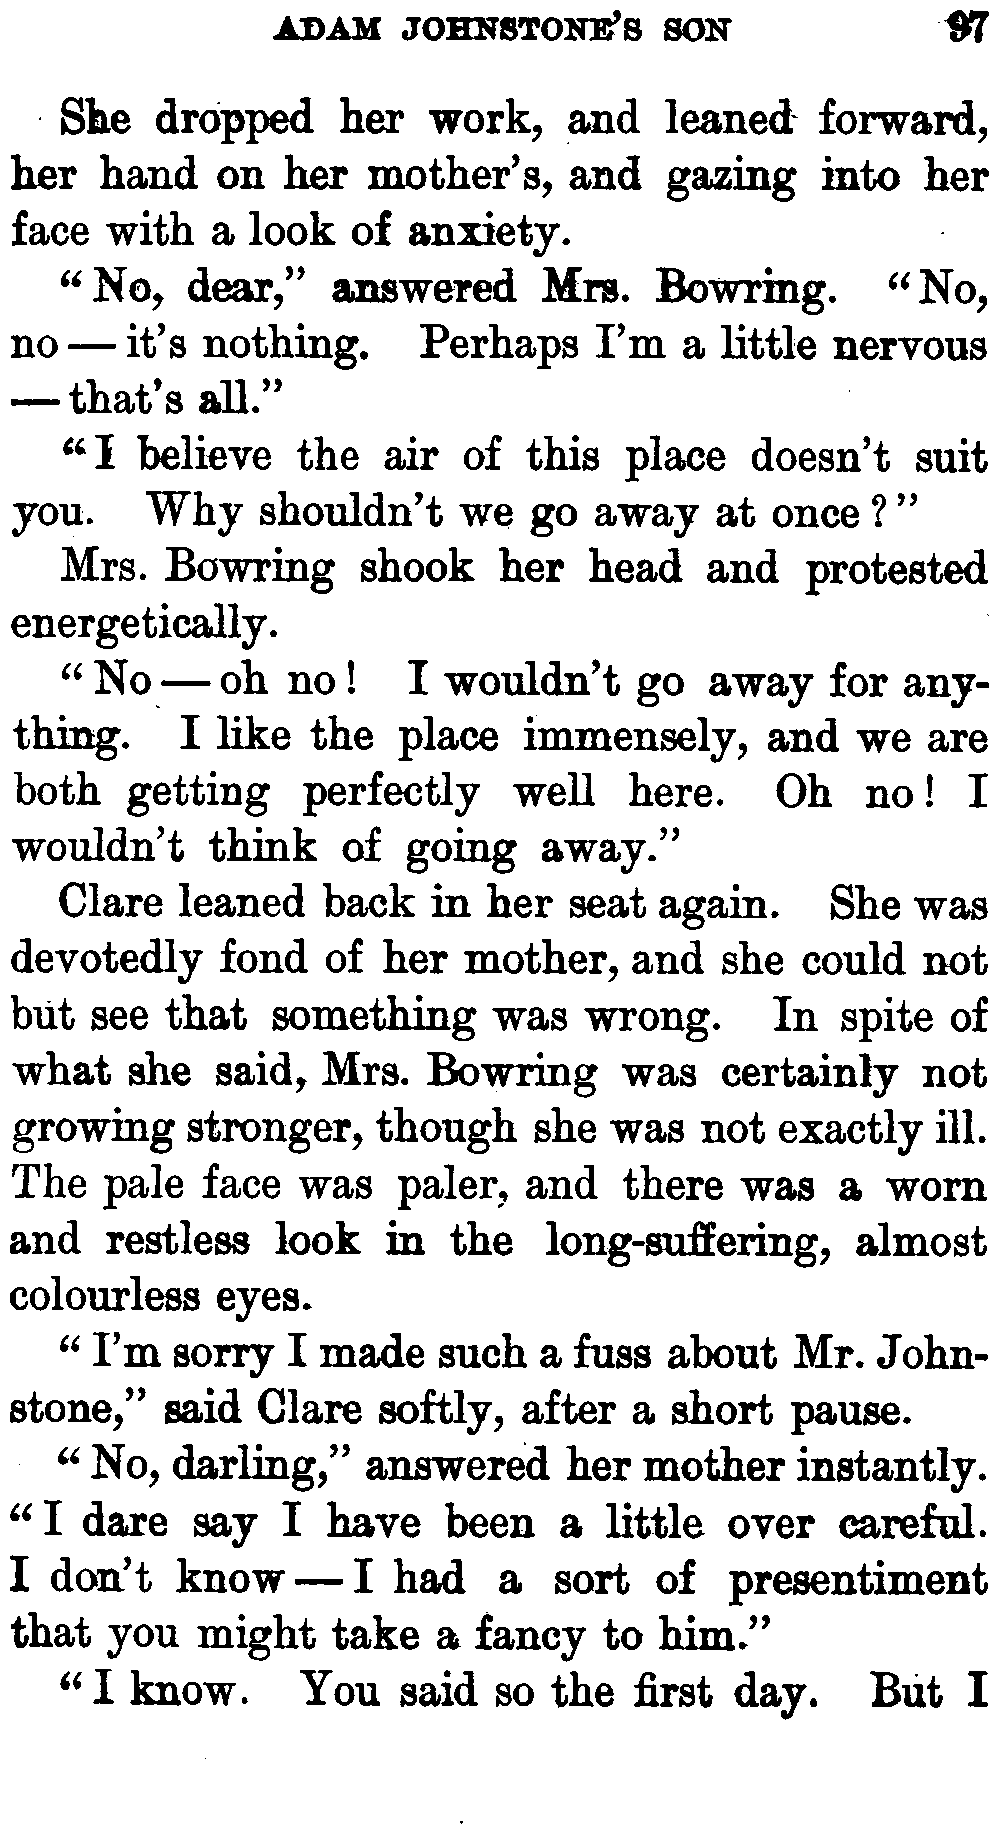 ADAM JOHNSTONE'S SON 97
She dropped her work, and leaned forward,
her hand on her mother's, and gazing into her
face with a look of anxiety.
"No, dear," answered Mrs. Bowring. "No,
no — it's nothing. Perhaps I'm a little nervous
— that's all."
"I believe the air of this place doesn't suit
you. Why shouldn't we go away at once?"
Mrs. Bowring shook her head and protested
energetically.
"No — oh no! I wouldn't go away for any-
thing. I like the place immensely, and we are
both getting perfectly well here. Oh no! I
wouldn't think of going away."
Clare leaned back in her seat again. She was
devotedly fond of her mother, and she could not
but see that something was wrong. In spite of
what she said, Mrs. Bowring was certainly not
growing stronger, though she was not exactly ill.
The pale face was paler, and there was a worn
and restless look in the long-suffering, almost
colourless eyes.
"I'm sorry I made such a fuss about Mr. John-
stone," said Clare softly, after a short pause.
"No, darling," answered her mother instantly.
"I dare say I have been a little over careful.
I don't know — I had a sort of presentiment
that you might take a fancy to him."
"I know. You said so the first day. But I